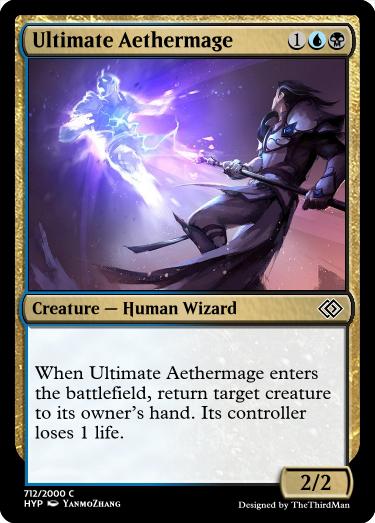 Ultimate Aethermage 1
Creature — Human Wizard
When Ultimate Aethermage enters
the battlefield, return target creature
to its owner's hand. Its controller
loses 1 life.
2/2
712/2000 C
HYP YanmoZhang
Designed by TheThirdMan